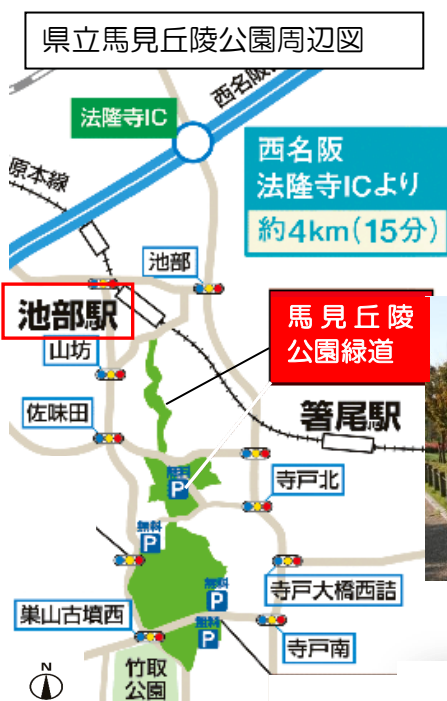 県立馬見丘陵公園周辺図
西名阪
法隆寺IC
西名阪
法隆寺ICより
約4km(15分)
原本線
池部
池部駅
馬見丘陵
公園緑道
山坊
箸尾駅
佐味田
無料
P
寺戸北
無料
P
無料
P
寺戸大橋西詰
巣山古墳西
無料
P
寺戸南
竹取
公園
N